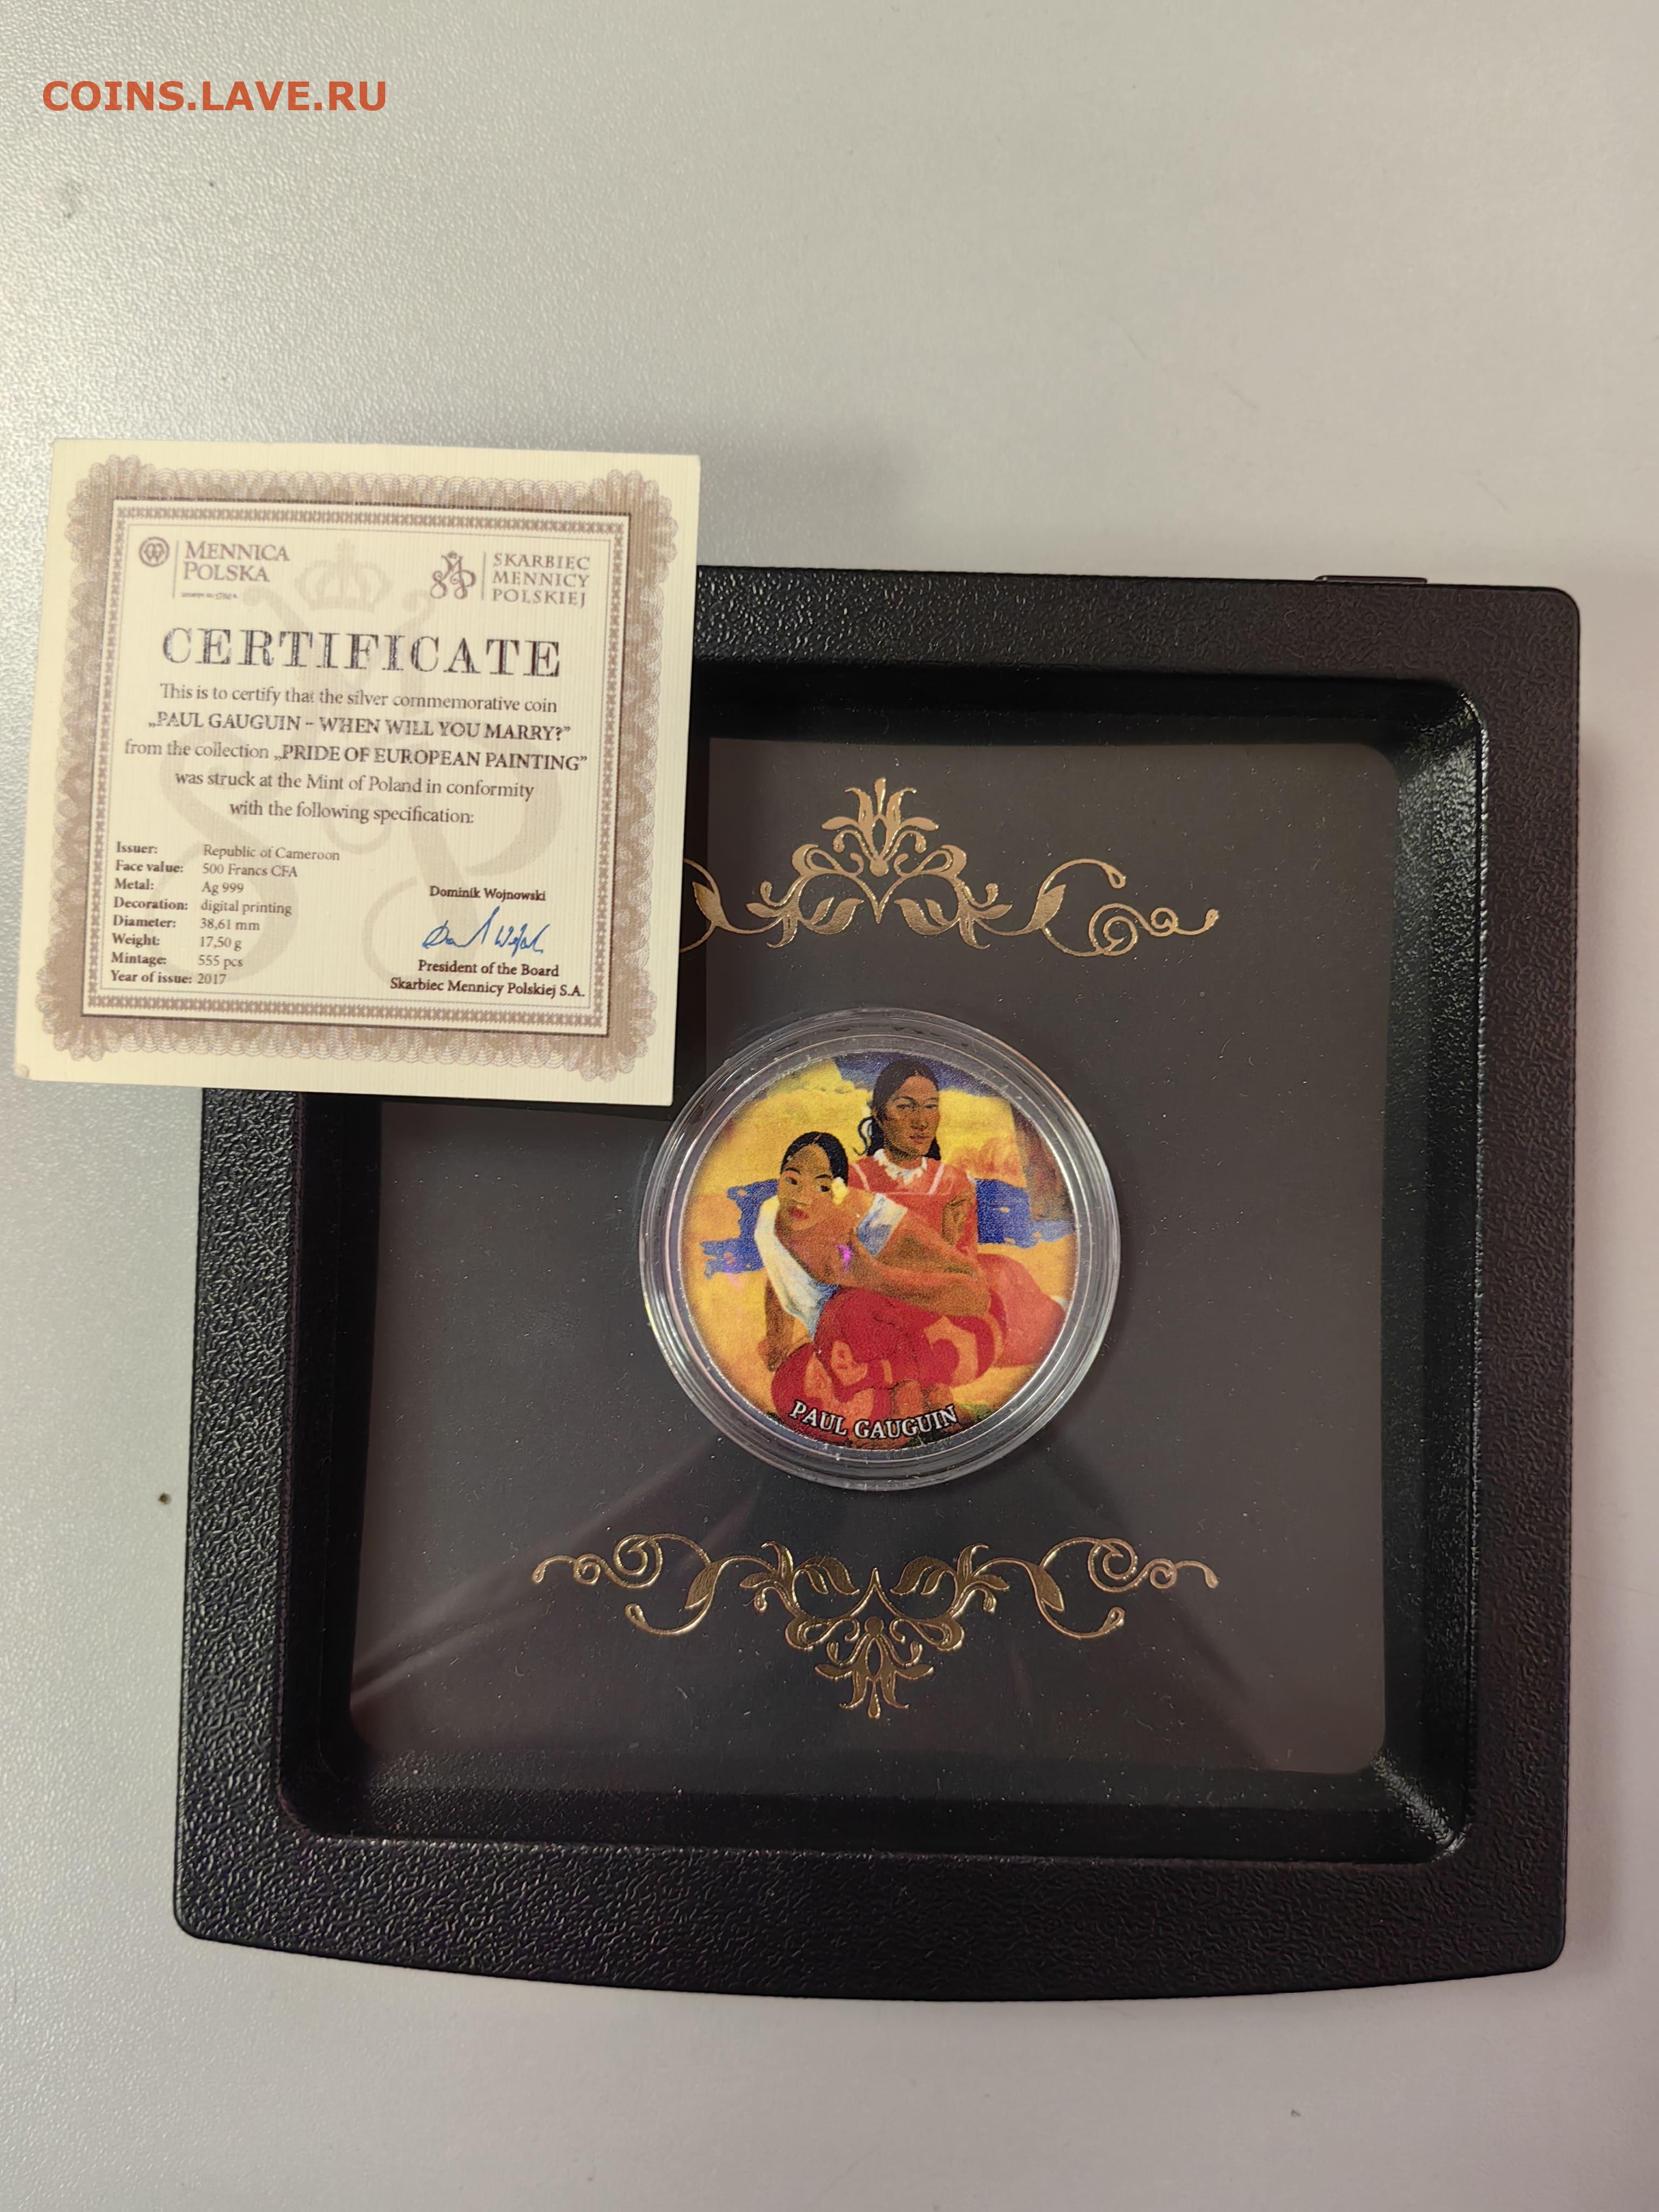 COINS.LAVE.RU
MENNICA
POLSKA
SKARBIEC
MENNICY
POLSKIEJ
CERTIFICATE
This is to certify that the silver commemorative coin
„PAUL GAUGUIN – WHEN WILL YOU MARRY?”
from the collection „PRIDE OF EUROPEAN PAINTING”
was struck at the Mint of Poland in conformity
with the following specification:
Issuer: Republic of Cameroon
Face value: 500 Francs CFA
Metal: Ag 999
Decoration: digital printing
Diameter: 38,61 mm
Weight: 17,50 g
Mintage: 555 pcs
Year of issue: 2017
Dominik Wojnowski
President of the Board
Skarbiec Mennicy Polskiej S.A.
PAUL GAUGUIN